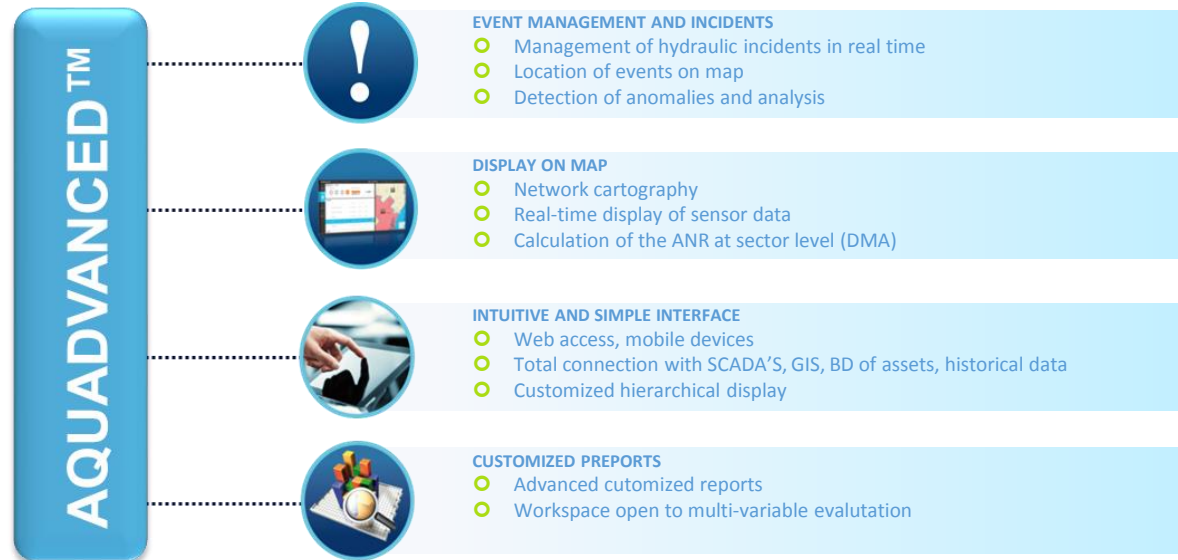 AQUADVANCED™
EVENT MANAGEMENT AND INCIDENTS
Management of hydraulic incidents in real time
Location of events on map
Detection of anomalies and analysis
DISPLAY ON MAP
Network cartography
Real-time display of sensor data
Calculation of the ANR at sector level (DMA)
INTUITIVE AND SIMPLE INTERFACE
Web access, mobile devices
Total connection with SCADA'S, GIS, BD of assets, historical data
Customized hierarchical display
CUSTOMIZED PREPORTS
Advanced cutomized reports
Workspace open to multi-variable evalutation